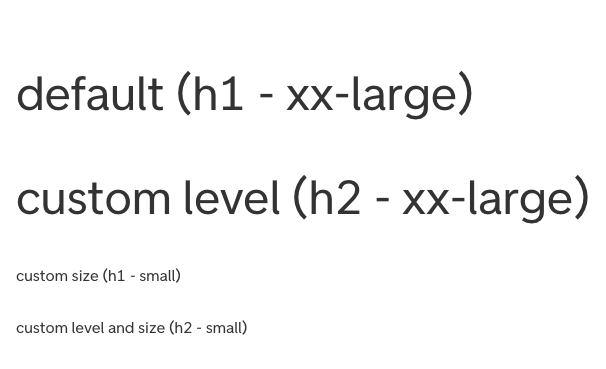 default (h1 - xx-large)
custom level (h2 - xx-large)
custom size (h1 - small)
custom level and size (h2 - small)